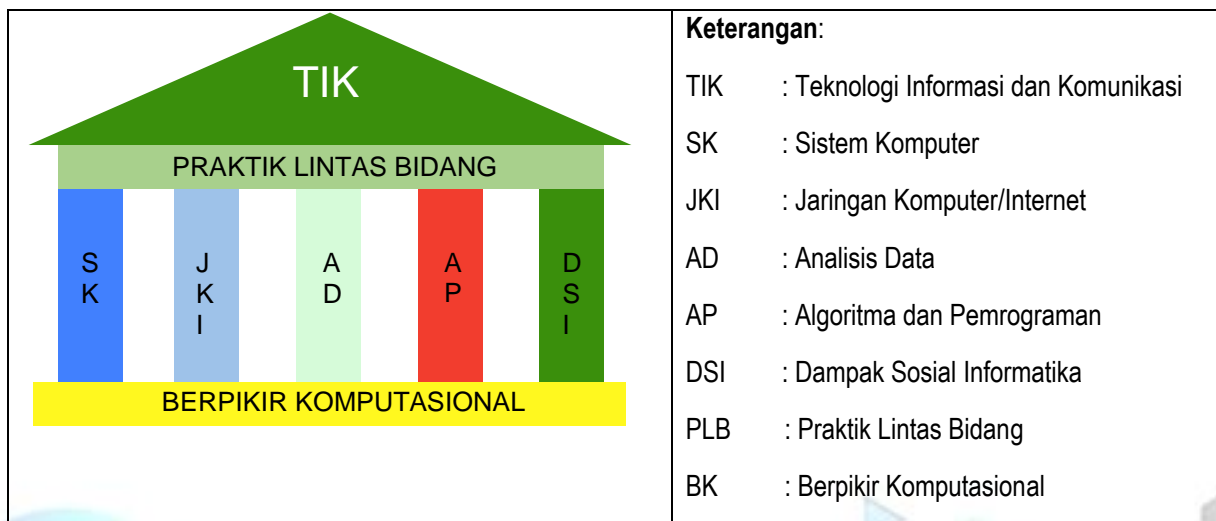 TIK
PRAKTIK LINTAS BIDANG
S
K
J
K
I
A
D
A
P
D
S
I
BERPIKIR KOMPUTASIONAL
Keterangan:
TIK : Teknologi Informasi dan Komunikasi
SK : Sistem Komputer
JKI : Jaringan Komputer/Internet
AD : Analisis Data
AP : Algoritma dan Pemrograman
DSI : Dampak Sosial Informatika
PLB : Praktik Lintas Bidang
BK : Berpikir Komputasional